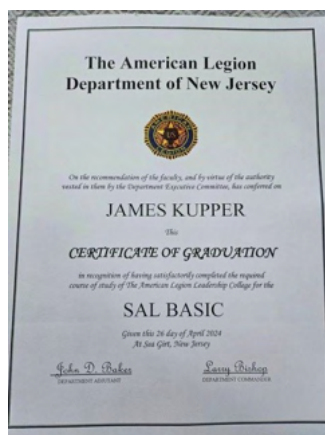 The American Legion
Department of New Jersey
On the recommendation of the faculty, and by virtue of the authority
vested in them by the Department Executive Committee, has conferred on
JAMES KUPPER
This
CERTIFICATE OF GRADUATION
in recognition of having satisfactorily completed the required
course of study of The American Legion Leadership College for the
SAL BASIC
Given this 26 day of April 2024
At Sea Girt, New Jersey
John D. Baker Larry Bishop
DEPARTMENT ADJUTANT DEPARTMENT COMMANDER